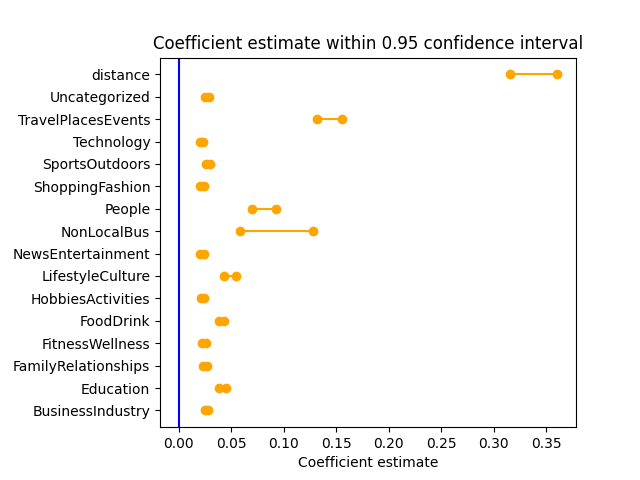 Coefficient estimate within 0.95 confidence interval
distance
Uncategorized
TravelPlacesEvents
Technology
SportsOutdoors
ShoppingFashion
People
NonLocalBus
NewsEntertainment
LifestyleCulture
HobbiesActivities
FoodDrink
FitnessWellness
FamilyRelationships
Education
BusinessIndustry
0.00 0.05 0.10 0.15 0.20 0.25 0.30 0.35
Coefficient estimate